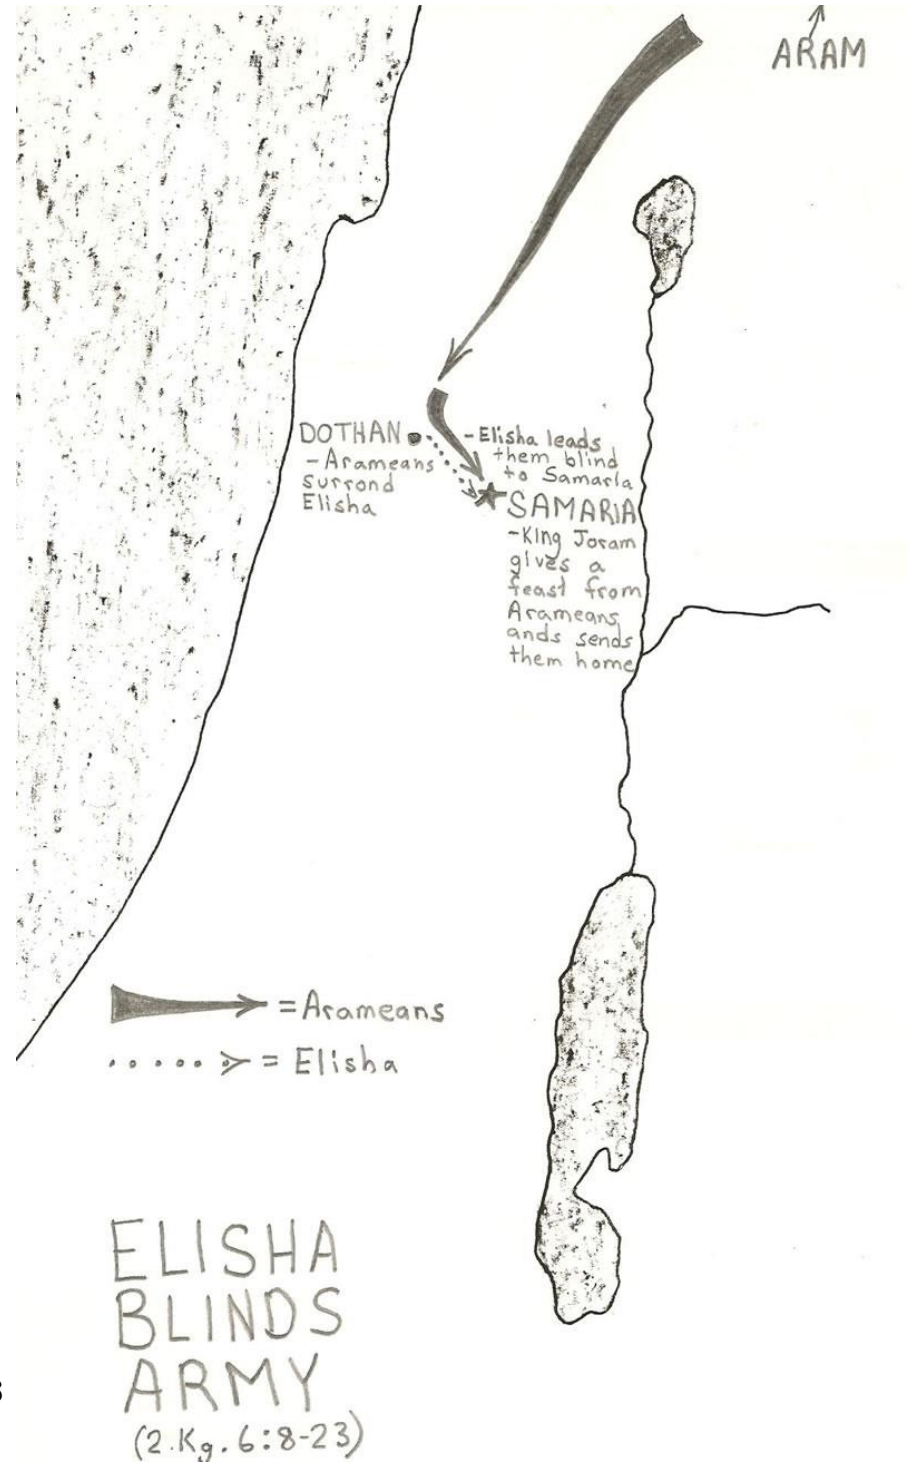 ARAM
DOTHAN
- Arameans
surrond
Elisha
- Elisha leads
them blind
to Samaria
SAMARIA
- King Joram
gives a
feast from
Arameans
ands sends
them home
= Arameans
= Elisha
ELISHA
BLINDS
ARMY
(2.Kg. 6:8-23)